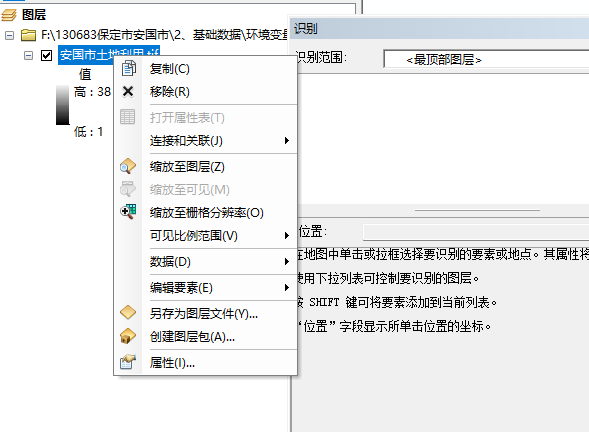 图层
F:\130683保定市安国市\2、基础数据\环境变量
安国市土地利用.tif
值
高 : 38
低 : 1
复制(C)
移除(R)
打开属性表(T)
连接和关联(J)
缩放至图层(Z)
缩放至可见(M)
缩放至栅格分辨率(O)
可见比例范围(V)
数据(D)
编辑要素(E)
另存为图层文件(Y)...
创建图层包(A)...
属性(I)...
识别
识别范围:
<最顶部图层>
位置:
在地图中单击或拉框选择要识别的要素或地点。其属性将
使用下拉列表可控制要识别的图层。
按 SHIFT 键可将要素添加到当前列表。
“位置”字段显示所单击位置的坐标。